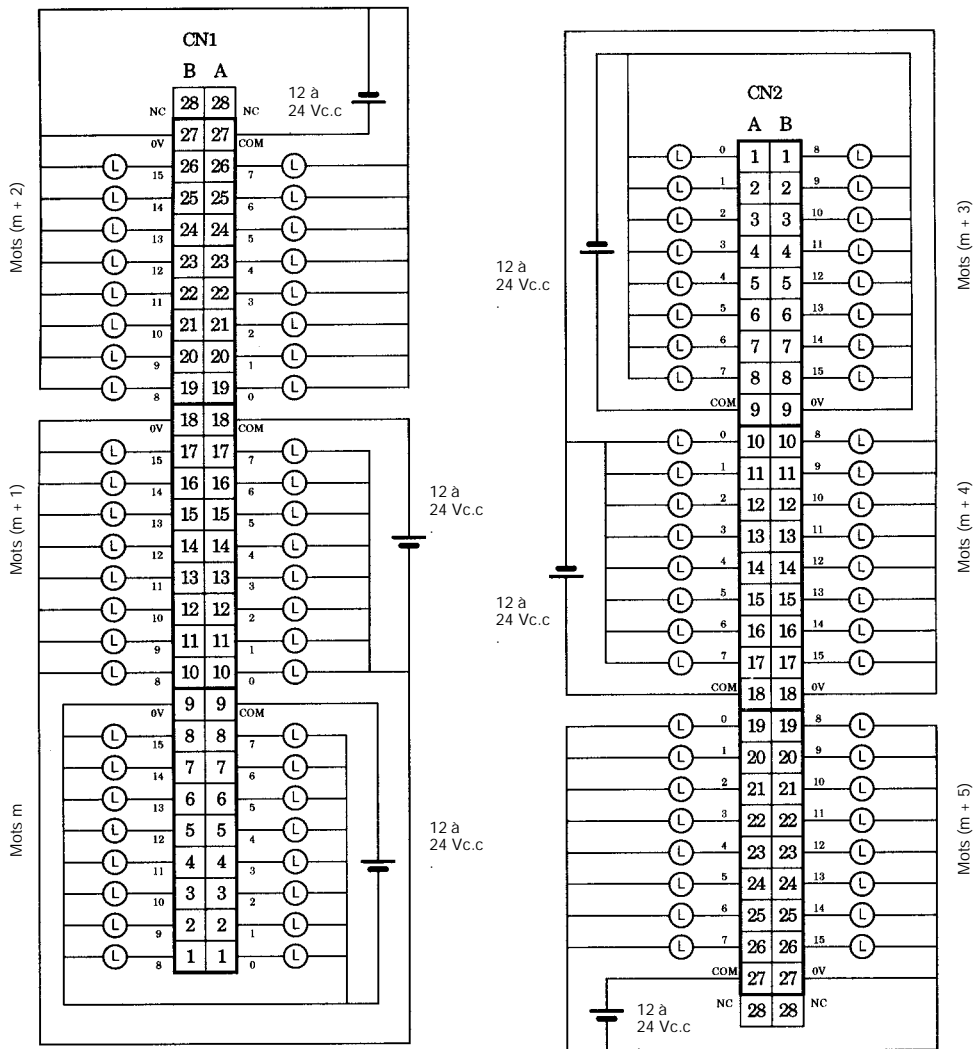 CN1
B A
12 à
24 Vc.c
NC 28 28 NC
0V 27 27 COM
L 15 26 26 7 L
L 14 25 25 6 L
L 13 24 24 5 L
L 12 23 23 4 L
L 11 22 22 3 L
L 10 21 21 2 L
L 9 20 20 1 L
L 8 19 19 0 L
Mots (m + 2)
0V 18 18 COM
L 15 17 17 7 L
L 14 16 16 6 L
L 13 15 15 5 L
L 12 14 14 4 L
L 11 13 13 3 L
L 10 12 12 2 L
L 9 11 11 1 L
L 8 10 10 0 L
Mots (m + 1)
12 à
24 Vc.c
.
0V 9 9 COM
L 15 8 8 7 L
L 14 7 7 6 L
L 13 6 6 5 L
L 12 5 5 4 L
L 11 4 4 3 L
L 10 3 3 2 L
L 9 2 2 1 L
L 8 1 1 0 L
Mots m
12 à
24 Vc.c
.
CN2
A B
L 0 1 1 8 L
L 1 2 2 9 L
L 2 3 3 10 L
L 3 4 4 11 L
L 4 5 5 12 L
L 5 6 6 13 L
L 6 7 7 14 L
L 7 8 8 15 L
COM 9 9 0V
12 à
24 Vc.c
.
Mots (m + 3)
L 0 10 10 8 L
L 1 11 11 9 L
L 2 12 12 10 L
L 3 13 13 11 L
L 4 14 14 12 L
L 5 15 15 13 L
L 6 16 16 14 L
L 7 17 17 15 L
COM 18 18 0V
12 à
24 Vc.c
.
Mots (m + 4)
L 0 19 19 8 L
L 1 20 20 9 L
L 2 21 21 10 L
L 3 22 22 11 L
L 4 23 23 12 L
L 5 24 24 13 L
L 6 25 25 14 L
L 7 26 26 15 L
COM 27 27 0V
NC 28 28 NC
12 à
24 Vc.c
.
Mots (m + 5)